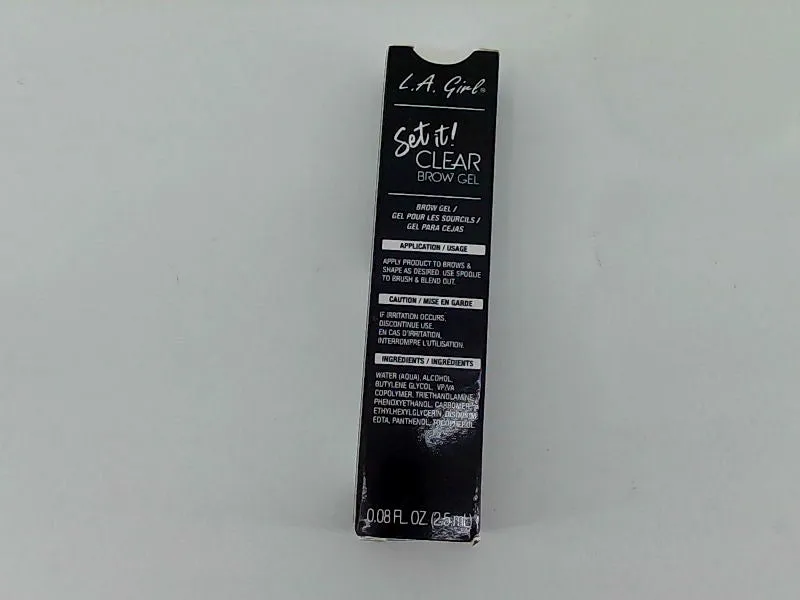 L.A. Girl®
Set it!
CLEAR
BROW GEL
BROW GEL /
GEL POUR LES SOURCILS /
GEL PARA CEJAS
APPLICATION / USAGE
APPLY PRODUCT TO BROWS &
SHAPE AS DESIRED. USE SPOOLIE
TO BRUSH & BLEND OUT.
CAUTION / MISE EN GARDE
IF IRRITATION OCCURS,
DISCONTINUE USE.
EN CAS D'IRRITATION,
INTERROMPRE L'UTILISATION.
INGREDIENTS / INGRÉDIENTS
WATER (AQUA), ALCOHOL,
BUTYLENE GLYCOL, VP/VA
COPOLYMER, TRIETHANOLAMINE,
PHENOXYETHANOL, CARBOMER,
ETHYLHEXYLGLYCERIN, DISODIUM
EDTA, PANTHENOL, TOCOPHEROL
0.08 FL. OZ. (2.5 mL)